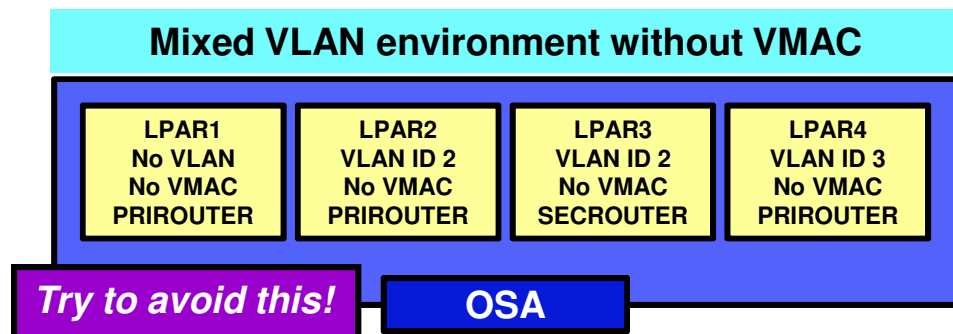 Mixed VLAN environment without VMAC
LPAR1
No VLAN
No VMAC
PRIROUTER
LPAR2
VLAN ID 2
No VMAC
PRIROUTER
LPAR3
VLAN ID 2
No VMAC
SECROUTER
LPAR4
VLAN ID 3
No VMAC
PRIROUTER
Try to avoid this!
OSA